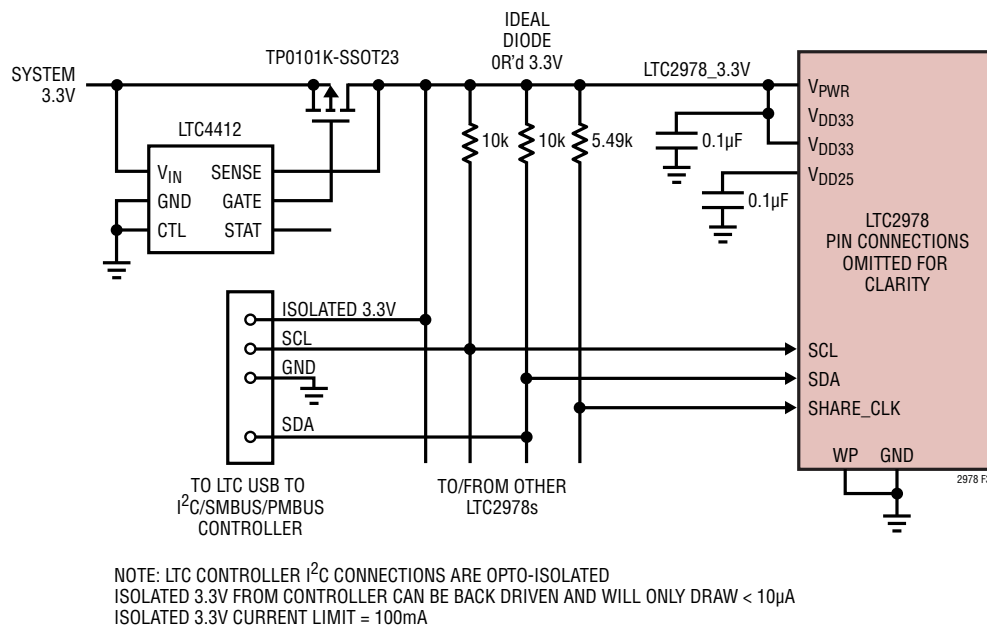 SYSTEM
3.3V
TP0101K-SSOT23
IDEAL
DIODE
0R'd 3.3V
LTC2978_3.3V
LTC4412
VIN
SENSE
GND
GATE
CTL
STAT
10k
10k
5.49k
0.1µF
0.1µF
VPWR
VDD33
VDD33
VDD25
LTC2978
PIN CONNECTIONS
OMITTED FOR
CLARITY
ISOLATED 3.3V
SCL
GND
SDA
SCL
SDA
SHARE_CLK
WP
GND
TO LTC USB TO
I2C/SMBUS/PMBUS
CONTROLLER
TO/FROM OTHER
LTC2978s
NOTE: LTC CONTROLLER I2C CONNECTIONS ARE OPTO-ISOLATED
ISOLATED 3.3V FROM CONTROLLER CAN BE BACK DRIVEN AND WILL ONLY DRAW < 10µA
ISOLATED 3.3V CURRENT LIMIT = 100mA